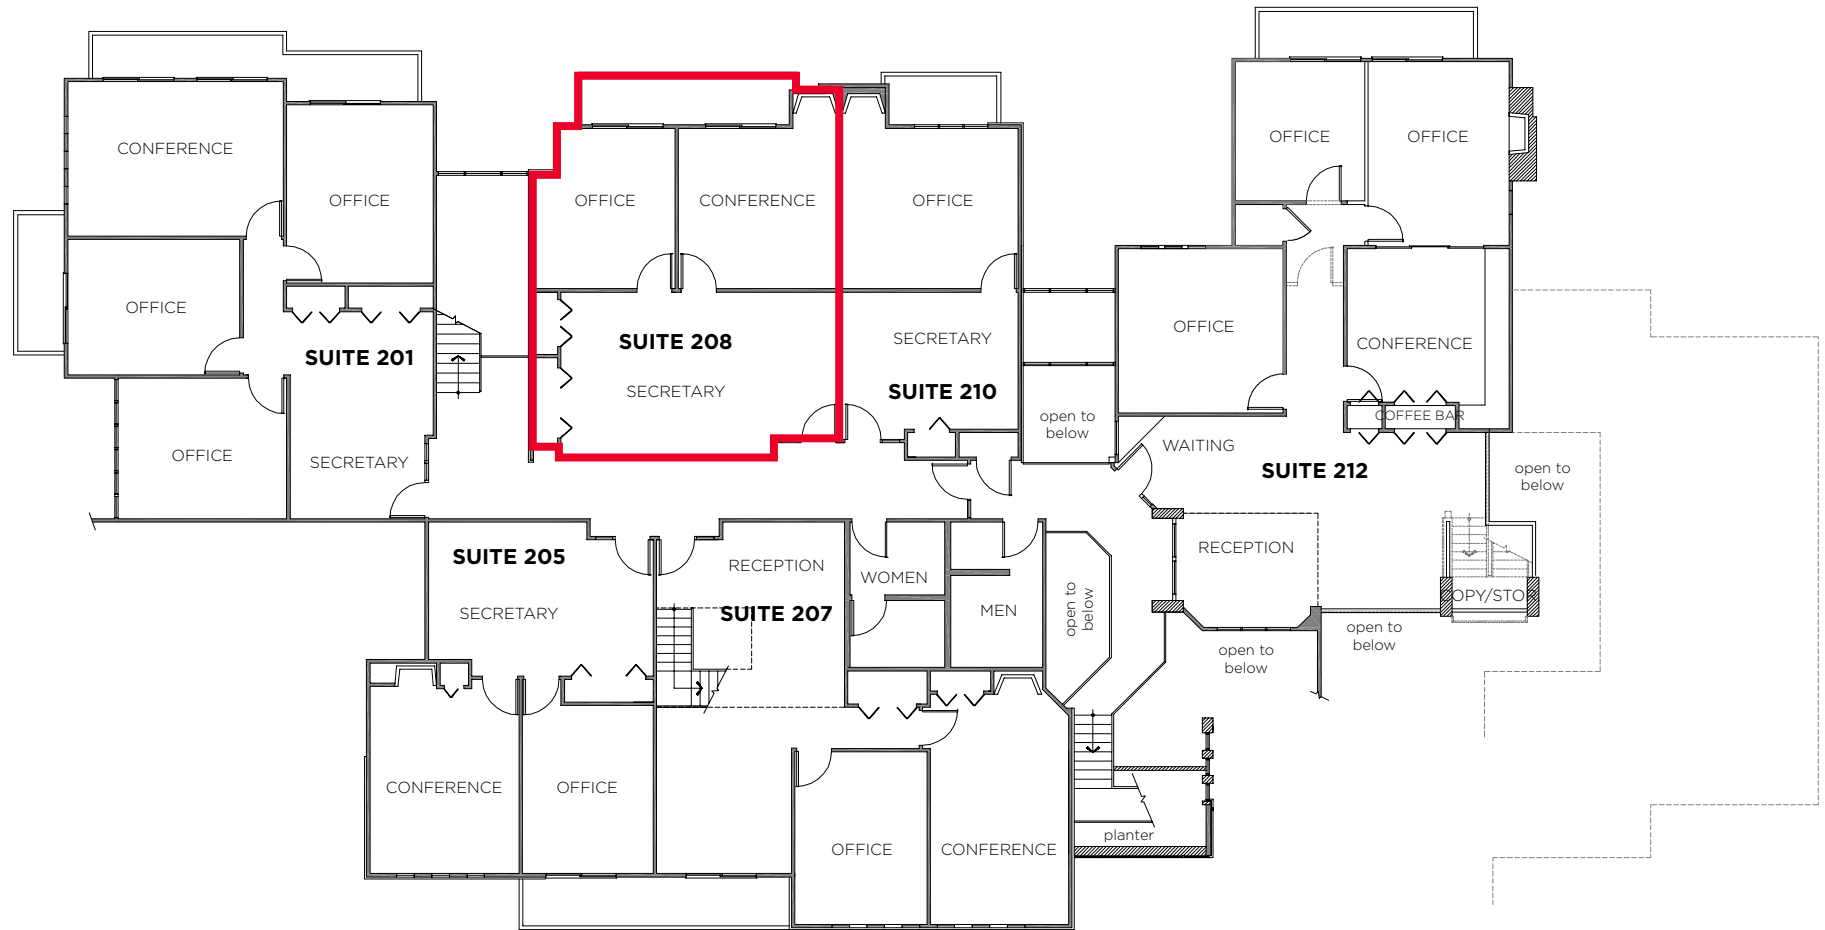 CONFERENCE
OFFICE
OFFICE
SUITE 201
OFFICE
SECRETARY
OFFICE
CONFERENCE
SUITE 208
SECRETARY
OFFICE
SECRETARY
SUITE 210
open to
below
OFFICE
OFFICE
OFFICE
CONFERENCE
COFFEE BAR
WAITING
SUITE 212
open to
below
RECEPTION
COPY/STOR
open to
below
open to
below
SUITE 205
SECRETARY
CONFERENCE
OFFICE
RECEPTION
SUITE 207
WOMEN
MEN
open to
below
OFFICE
CONFERENCE
planter